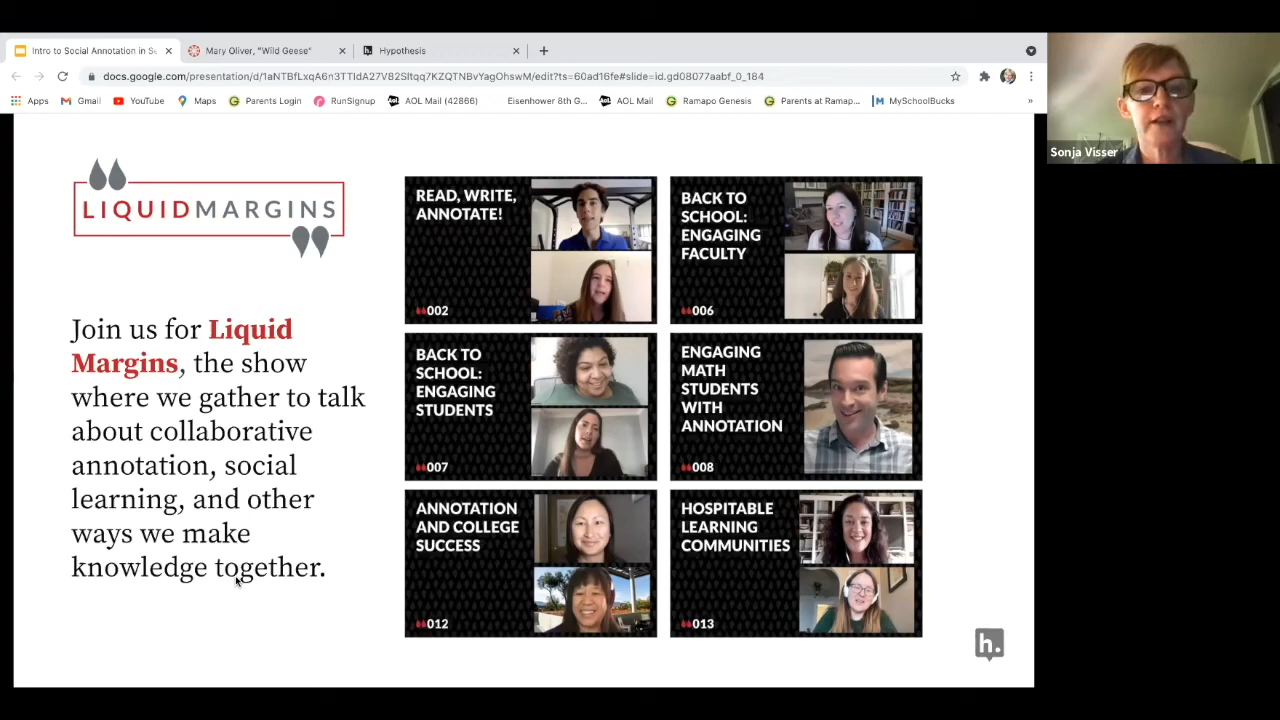 Intro to Social Annotation in Su
Mary Oliver, "Wild Geese"
Hypothesis
docs.google.com/presentation/d/1aNTBfLxqA6n3TTIdA27V82Sltqq7KZQTNBvYagOhswM/edit?ts=60ad16fe#slide=id.gd08077aabf_0_184
Apps
Gmail
YouTube
Maps
Parents Login
RunSignup
AOL Mail (42866)
Eisenhower 8th G...
AOL Mail
Ramapo Genesis
Parents at Ramap...
MySchoolBucks
»
Sonja Visser
LIQUIDMARGINS
Join us for Liquid
Margins, the show
where we gather to talk
about collaborative
annotation, social
learning, and other
ways we make
knowledge together.
READ, WRITE,
ANNOTATE!
002
BACK TO
SCHOOL:
ENGAGING
FACULTY
006
BACK TO
SCHOOL:
ENGAGING
STUDENTS
007
ENGAGING
MATH
STUDENTS
WITH
ANNOTATION
008
ANNOTATION
AND COLLEGE
SUCCESS
012
HOSPITABLE
LEARNING
COMMUNITIES
013
h.